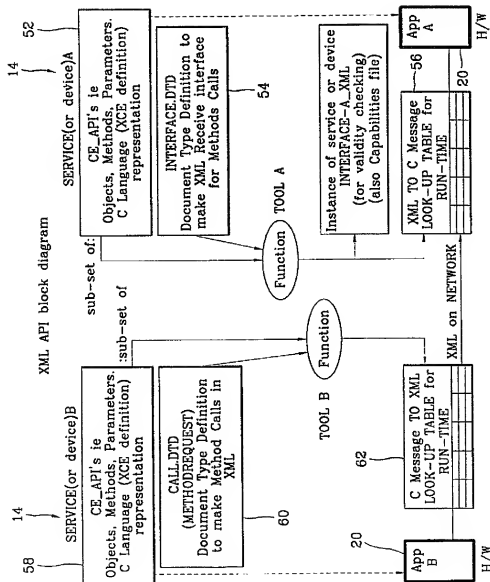 XML API block diagram
14
SERVICE(or device)B
58
CE_API's ie
Objects, Methods, Parameters.
C Language (XCE definition)
representation
:sub-set of
CALL.DTD
(METHODREQUEST)
Document Type Definition
to make Method Calls in
XML
60
TOOL B
Function
62
C Message TO XML
LOOK-UP TABLE for
RUN-TIME
20
App
B
H/W
XML on NETWORK
14
SERVICE(or device)A
52
CE_API's ie
Objects, Methods, Parameters.
C Language (XCE definition)
representation
sub-set of:
INTERFACE.DTD
Document Type Definition to
make XML Receive interface
for Methods Calls
54
Function
TOOL A
Instance of service or device
INTERFACE-A_XML
(for validity checking)
(also Capabilities file)
56
XML TO C Message
LOOK-UP TABLE for
RUN-TIME
20
App
A
H/W